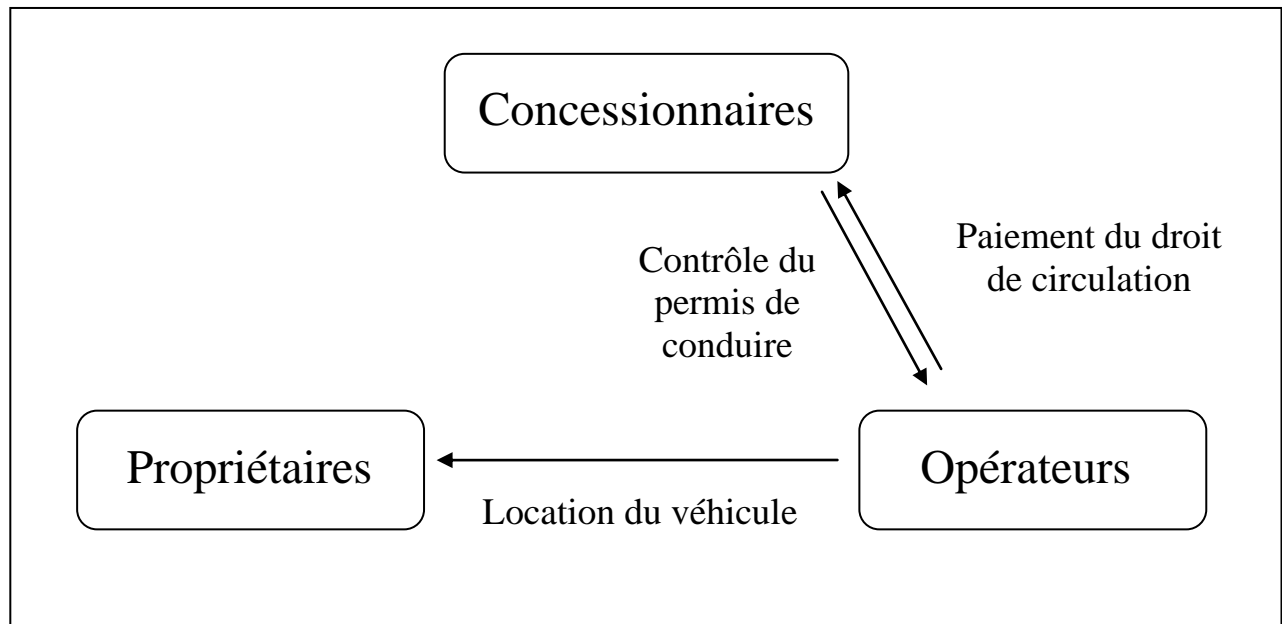 Concessionnaires
Contrôle du
permis de
conduire
Paiement du droit
de circulation
Propriétaires
Opérateurs
Location du véhicule